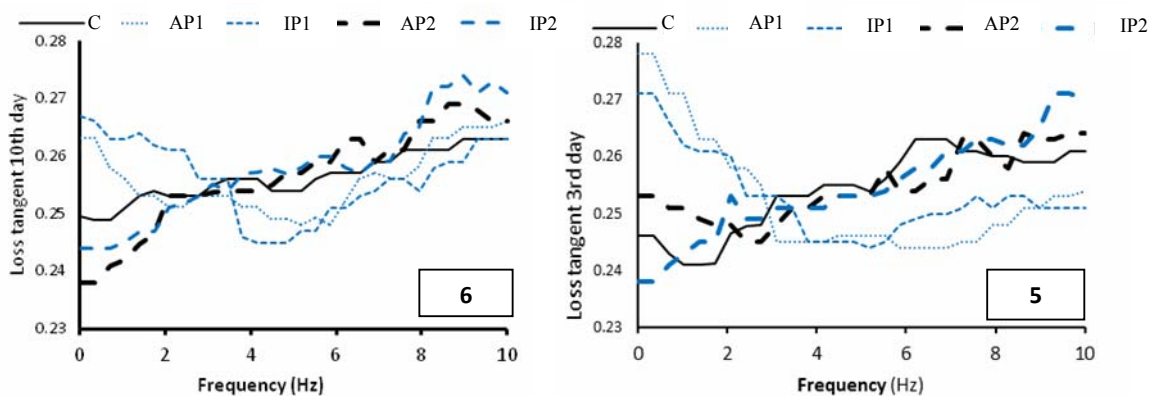 C AP1 IP1 AP2 IP2
Loss tangent 10th day
0.28
0.27
0.26
0.25
0.24
0.23
0 2 4 6 8 10
Frequency (Hz)
6
C AP1 IP1 AP2 IP2
Loss tangent 3rd day
0.28
0.27
0.26
0.25
0.24
0.23
0 2 4 6 8 10
Frequency (Hz)
5